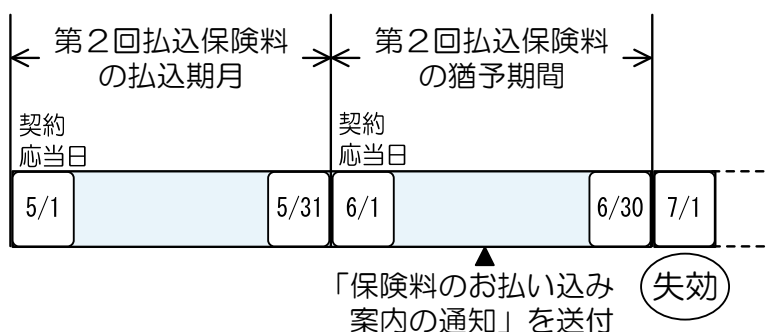 第２回払込保険料
の払込期月
第２回払込保険料
の猶予期間
契約
応当日
契約
応当日
5/1
5/31
6/1
6/30
7/1
「保険料のお払い込み
案内の通知」を送付
失効